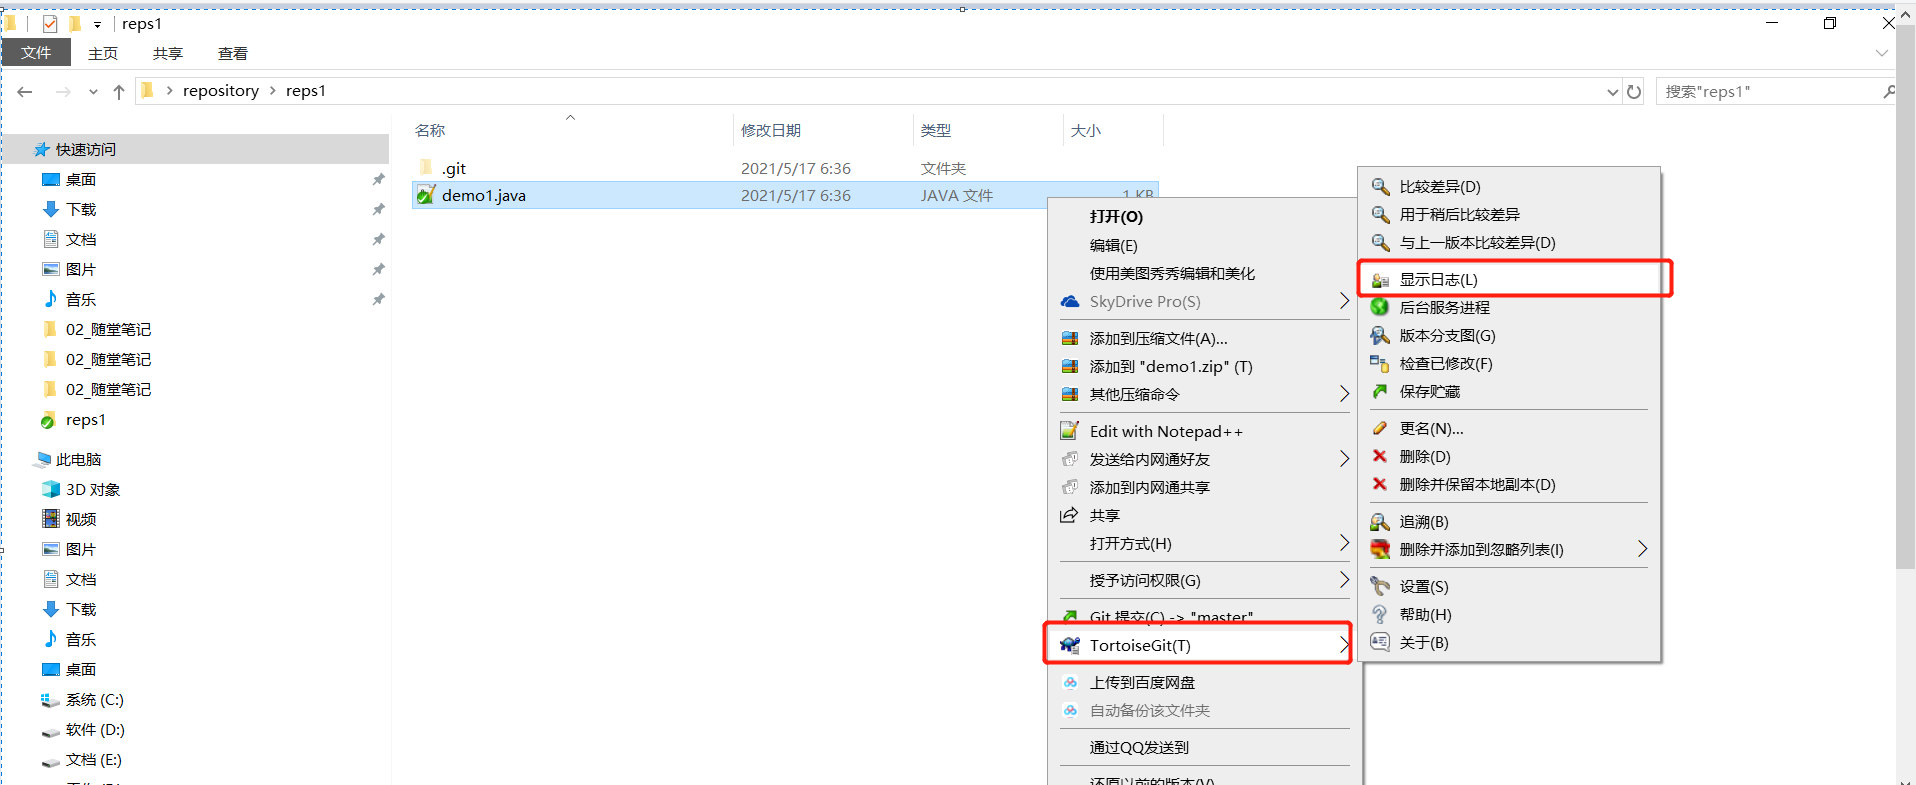 reps1
文件 主页 共享 查看
repository reps1
搜索"reps1"
名称 修改日期 类型 大小
.git 2021/5/17 6:36 文件夹
demo1.java 2021/5/17 6:36 JAVA 文件 1 KB
快速访问
桌面
下载
文档
图片
音乐
02_随堂笔记
02_随堂笔记
02_随堂笔记
reps1
此电脑
3D 对象
视频
图片
文档
下载
音乐
桌面
系统 (C:)
软件 (D:)
文档 (E:)
打开(O)
编辑(E)
使用美图秀秀编辑和美化
SkyDrive Pro(S)
添加到压缩文件(A)...
添加到 "demo1.zip" (T)
其他压缩命令
Edit with Notepad++
发送给内网通好友
添加到内网通共享
共享
打开方式(H)
授予访问权限(G)
Git 提交(C) -> "master"
TortoiseGit(T)
上传到百度网盘
自动备份该文件夹
通过QQ发送到
还原以前的版本(V)
比较差异(D)
用于稍后比较差异
与上一版本比较差异(D)
显示日志(L)
后台服务进程
版本分支图(G)
检查已修改(F)
保存贮藏
更名(N)...
删除(D)
删除并保留本地副本(D)
追溯(B)
删除并添加到忽略列表(I)
设置(S)
帮助(H)
关于(B)